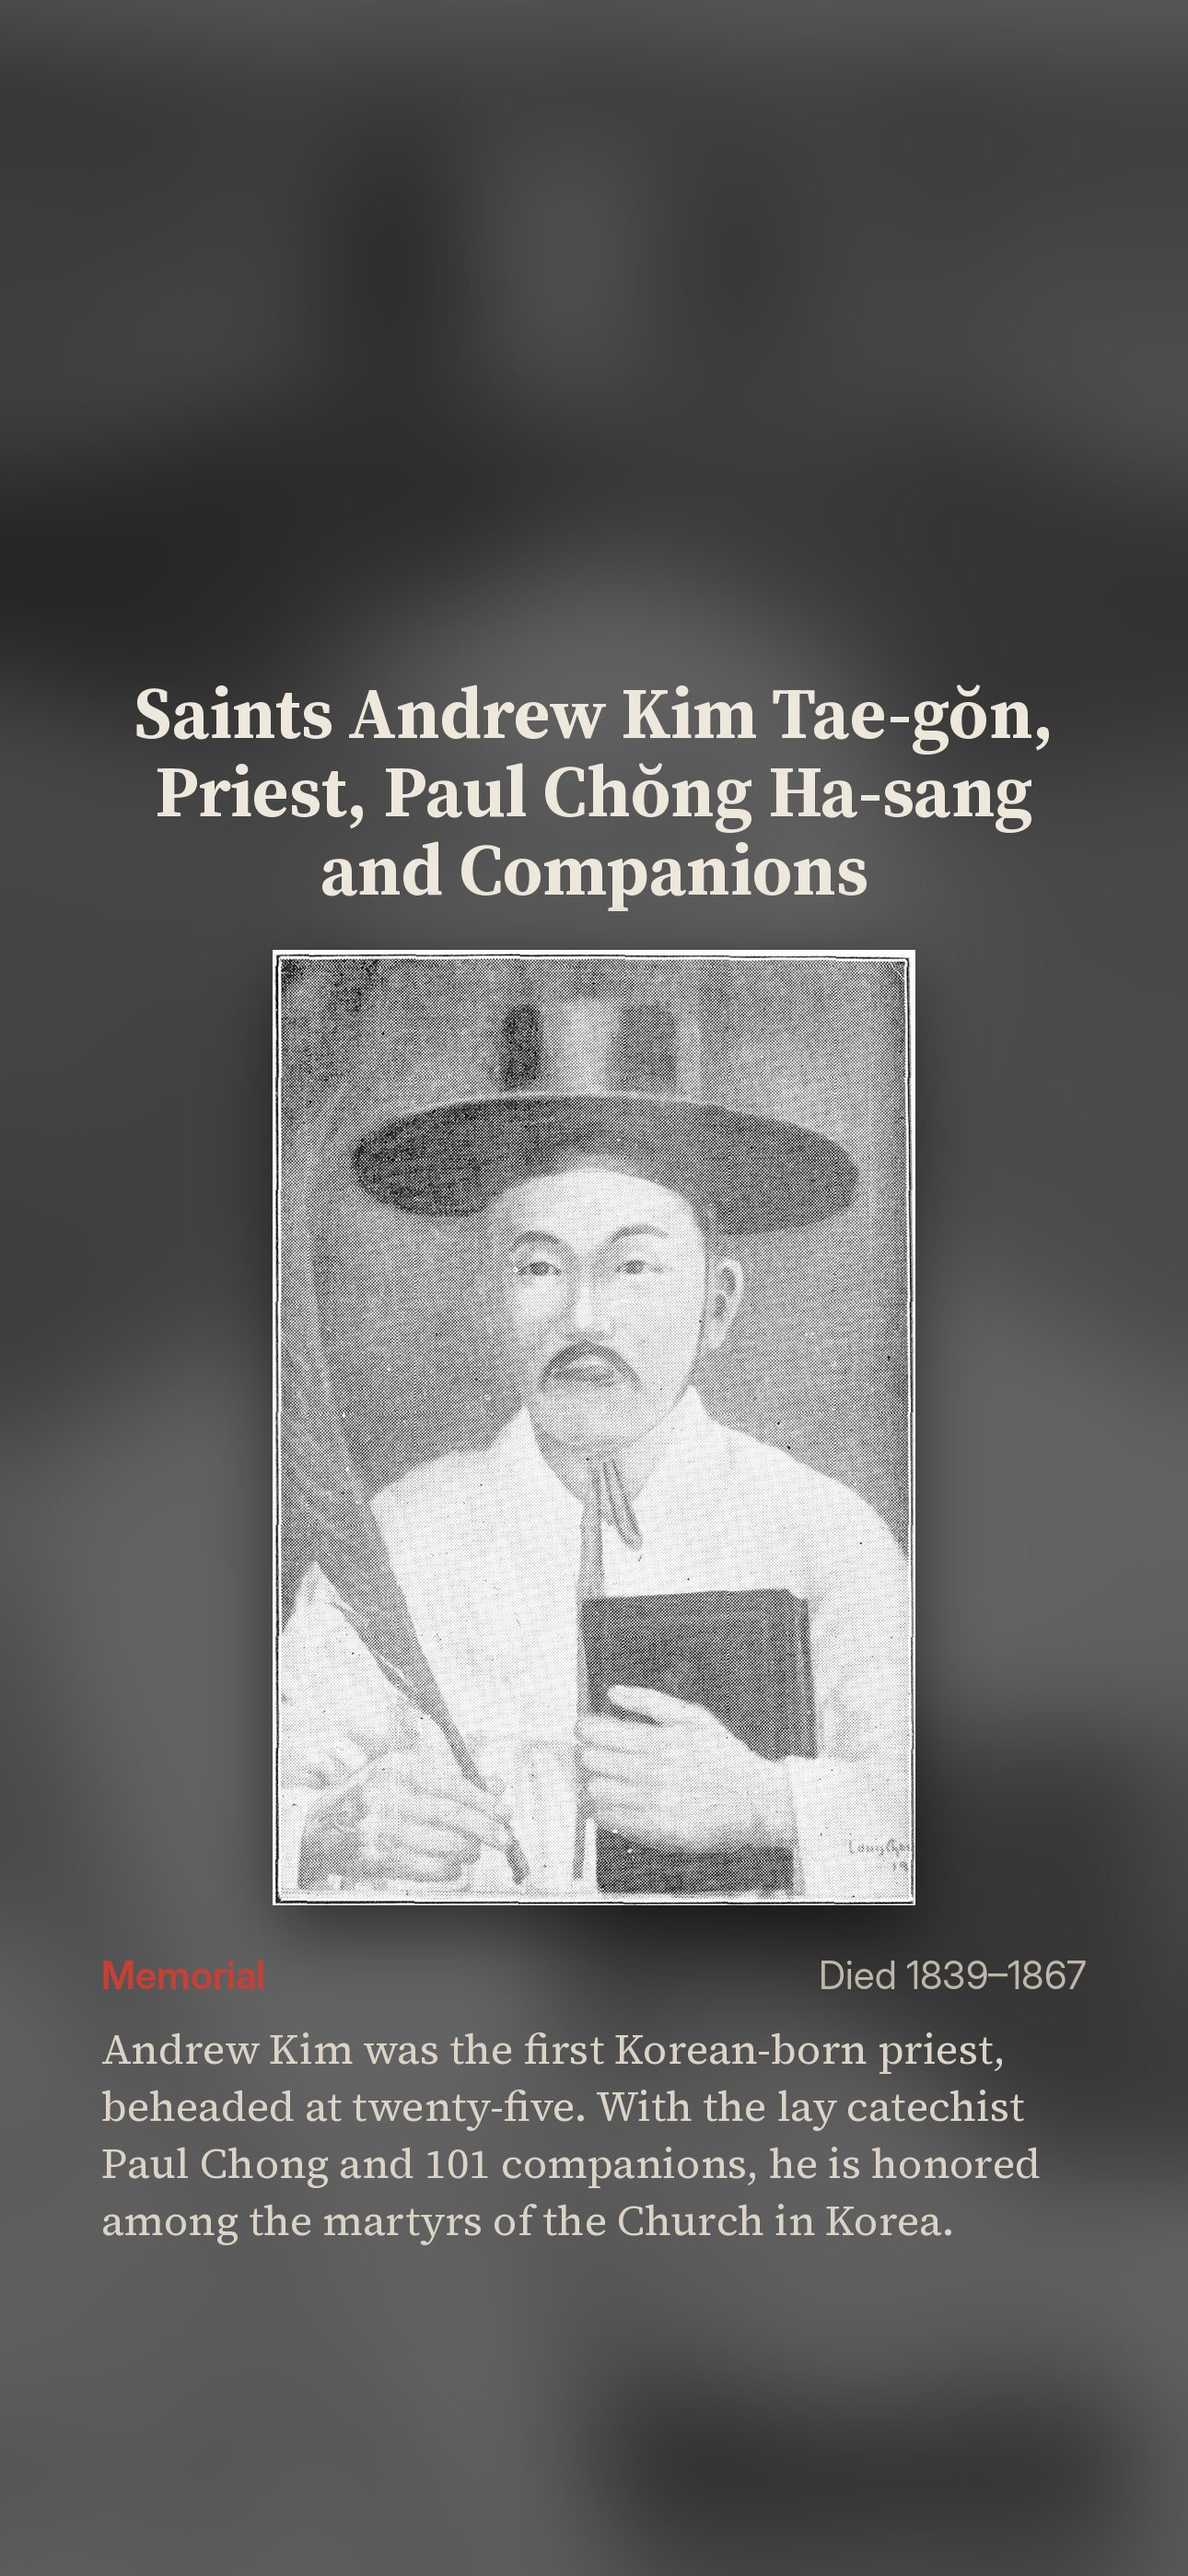 Saints Andrew Kim Tae-gŏn,
Priest, Paul Chŏng Ha-sang
and Companions
Memorial
Died 1839–1867
Andrew Kim was the first Korean-born priest,
beheaded at twenty-five. With the lay catechist
Paul Chong and 101 companions, he is honored
among the martyrs of the Church in Korea.